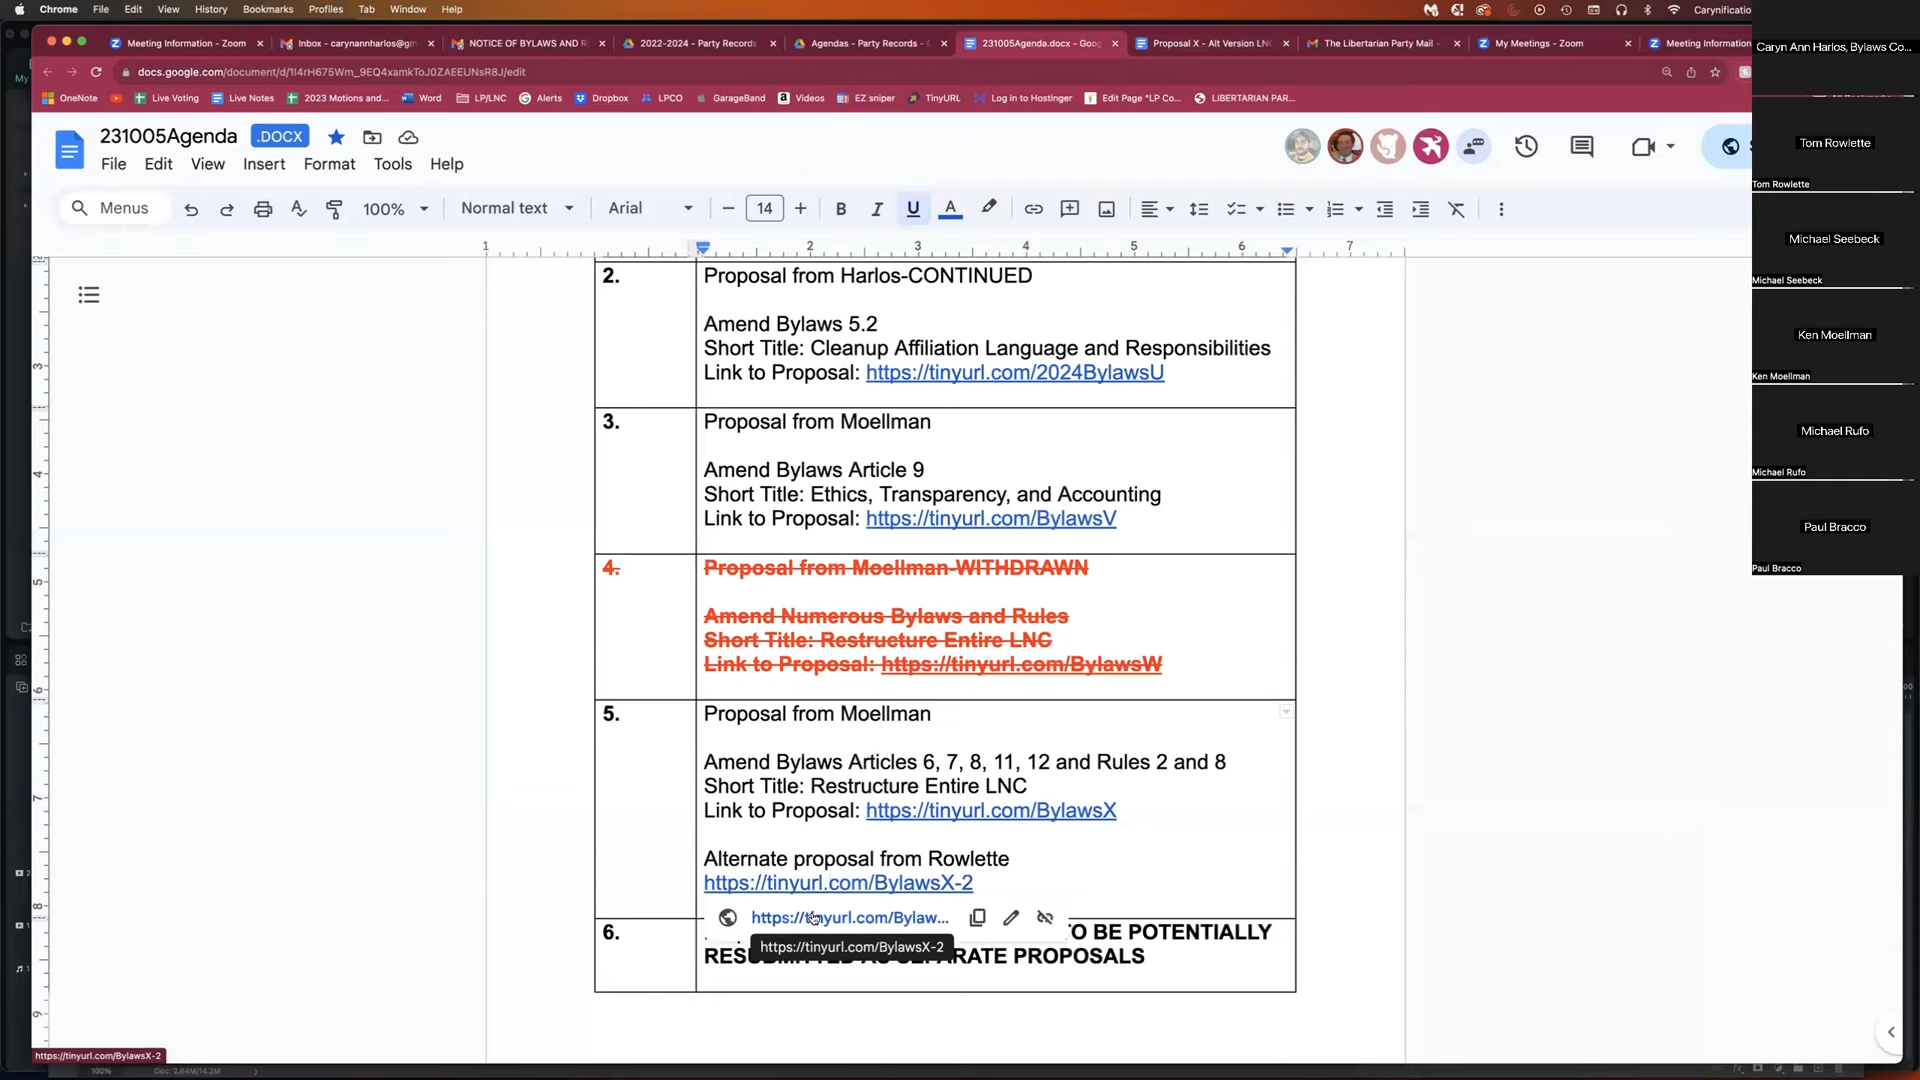 Chrome File Edit View History Bookmarks Profiles Tab Window Help
Carynificatio
Meeting Information - Zoom
Inbox - carynannharlos@gm
NOTICE OF BYLAWS AND R
2022-2024 - Party Records
Agendas - Party Records -
231005Agenda.docx - Goog
Proposal X - Alt Version LN
The Libertarian Party Mail -
My Meetings - Zoom
Meeting Information
docs.google.com/document/d/1I4rH675Wm_9EQ4xamkToJ0ZAEEUNsR8J/edit
OneNote
Live Voting
Live Notes
2023 Motions and...
Word
LP/LNC
Alerts
Dropbox
LPCO
GarageBand
Videos
EZ sniper
TinyURL
Log in to Hostinger
Edit Page "LP Co...
LIBERTARIAN PAR...
231005Agenda .DOCX
File Edit View Insert Format Tools Help
Menus 100% Normal text Arial 14
1 2 3 4 5 6 7
2. Proposal from Harlos-CONTINUED
Amend Bylaws 5.2
Short Title: Cleanup Affiliation Language and Responsibilities
Link to Proposal: https://tinyurl.com/2024BylawsU
3. Proposal from Moellman
Amend Bylaws Article 9
Short Title: Ethics, Transparency, and Accounting
Link to Proposal: https://tinyurl.com/BylawsV
4. Proposal from Moellman-WITHDRAWN
Amend Numerous Bylaws and Rules
Short Title: Restructure Entire LNC
Link to Proposal: https://tinyurl.com/BylawsW
5. Proposal from Moellman
Amend Bylaws Articles 6, 7, 8, 11, 12 and Rules 2 and 8
Short Title: Restructure Entire LNC
Link to Proposal: https://tinyurl.com/BylawsX
Alternate proposal from Rowlette
https://tinyurl.com/BylawsX-2
https://tinyurl.com/Bylaw...
https://tinyurl.com/BylawsX-2
6. TO BE POTENTIALLY
SEPARATE PROPOSALS
https://tinyurl.com/BylawsX-2
100% Doc: 2.64M/14.2M
Caryn Ann Harlos, Bylaws Co...
Tom Rowlette
Tom Rowlette
Michael Seebeck
Michael Seebeck
Ken Moellman
Ken Moellman
Michael Rufo
Michael Rufo
Paul Bracco
Paul Bracco